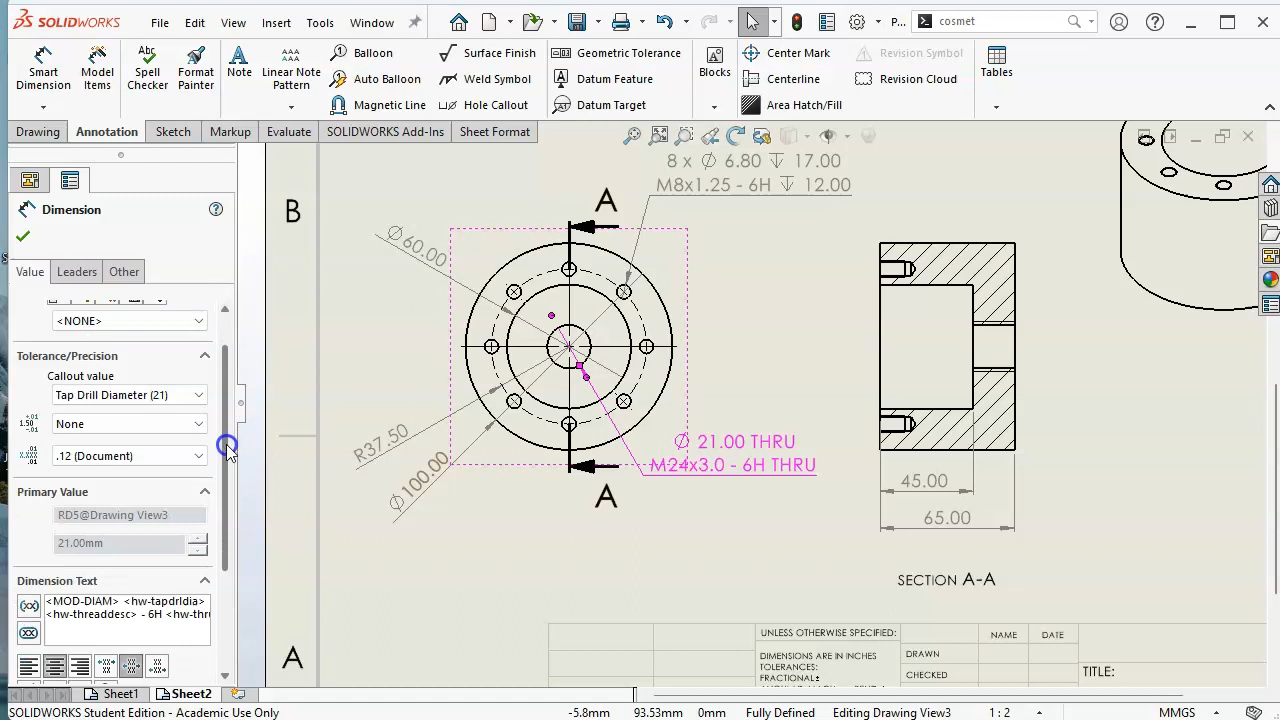 SOLIDWORKS
File
Edit
View
Insert
Tools
Window
P...
cosmet
Smart Dimension
Model Items
Spell Checker
Format Painter
Note
Linear Note Pattern
Balloon
Auto Balloon
Magnetic Line
Surface Finish
Weld Symbol
Hole Callout
Geometric Tolerance
Datum Feature
Datum Target
Blocks
Center Mark
Centerline
Area Hatch/Fill
Revision Symbol
Revision Cloud
Tables
Drawing
Annotation
Sketch
Markup
Evaluate
SOLIDWORKS Add-Ins
Sheet Format
Dimension
Value
Leaders
Other
<NONE>
Tolerance/Precision
Callout value
Tap Drill Diameter (21)
None
.12 (Document)
Primary Value
RD5@Drawing View3
21.00mm
Dimension Text
<MOD-DIAM> <hw-tapdrldia>
<hw-threaddesc> - 6H <hw-thru
B
A
8 x ∅ 6.80 ↧ 17.00
M8x1.25 - 6H ↧ 12.00
A
∅60.00
R37.50
∅100.00
∅ 21.00 THRU
M24x3.0 - 6H THRU
A
45.00
65.00
SECTION A-A
UNLESS OTHERWISE SPECIFIED:
DIMENSIONS ARE IN INCHES
TOLERANCES:
FRACTIONAL±
NAME
DATE
DRAWN
CHECKED
TITLE:
Sheet1
Sheet2
SOLIDWORKS Student Edition - Academic Use Only
-5.8mm
93.53mm
0mm
Fully Defined
Editing Drawing View3
1 : 2
MMGS